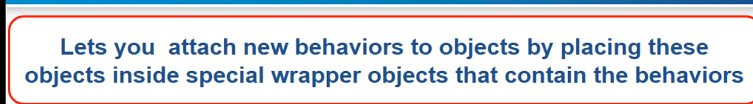 Lets you attach new behaviors to objects by placing these
objects inside special wrapper objects that contain the behaviors